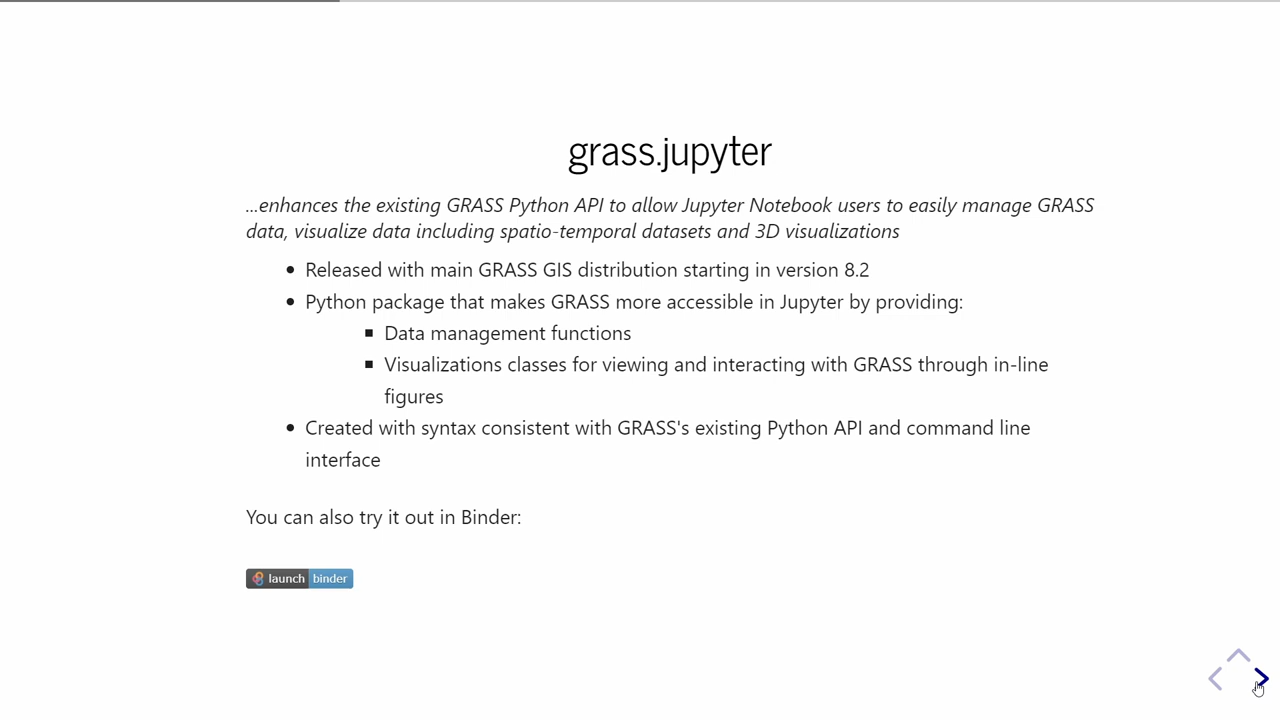 grass.jupyter
...enhances the existing GRASS Python API to allow Jupyter Notebook users to easily manage GRASS
data, visualize data including spatio-temporal datasets and 3D visualizations
Released with main GRASS GIS distribution starting in version 8.2
Python package that makes GRASS more accessible in Jupyter by providing:
Data management functions
Visualizations classes for viewing and interacting with GRASS through in-line
figures
Created with syntax consistent with GRASS's existing Python API and command line
interface
You can also try it out in Binder:
launch binder